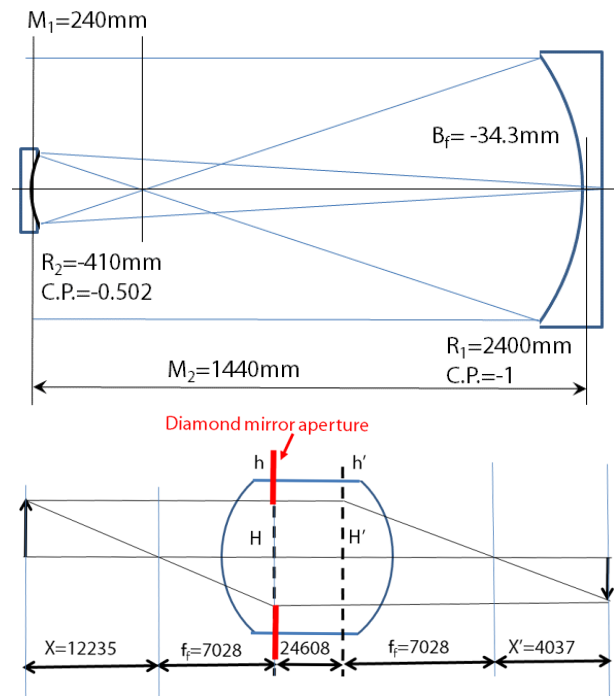 M₁=240mm
B_f= -34.3mm
R₂=-410mm
C.P.=-0.502
R₁=2400mm
C.P.=-1
M₂=1440mm
Diamond mirror aperture
h h′
H H′
X=12235 f_f=7028 24608 f_f=7028 X′=4037